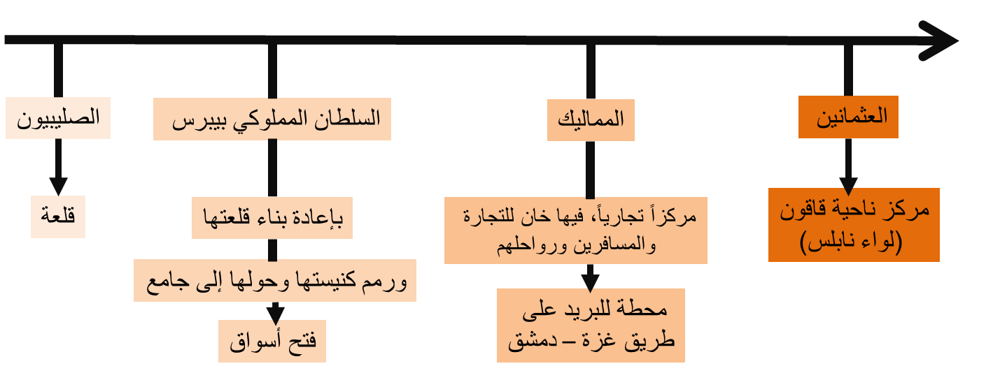 الصليبيون
قلعة
السلطان المملوكي بيبرس
بإعادة بناء قلعتها
ورمم كنيستها وحولها إلى جامع
فتح أسواق
المماليك
مركزاً تجارياً، فيها خان للتجارة
والمسافرين ورواحلهم
محطة للبريد على
طريق غزة – دمشق
العثمانين
مركز ناحية قاقون
(لواء نابلس)